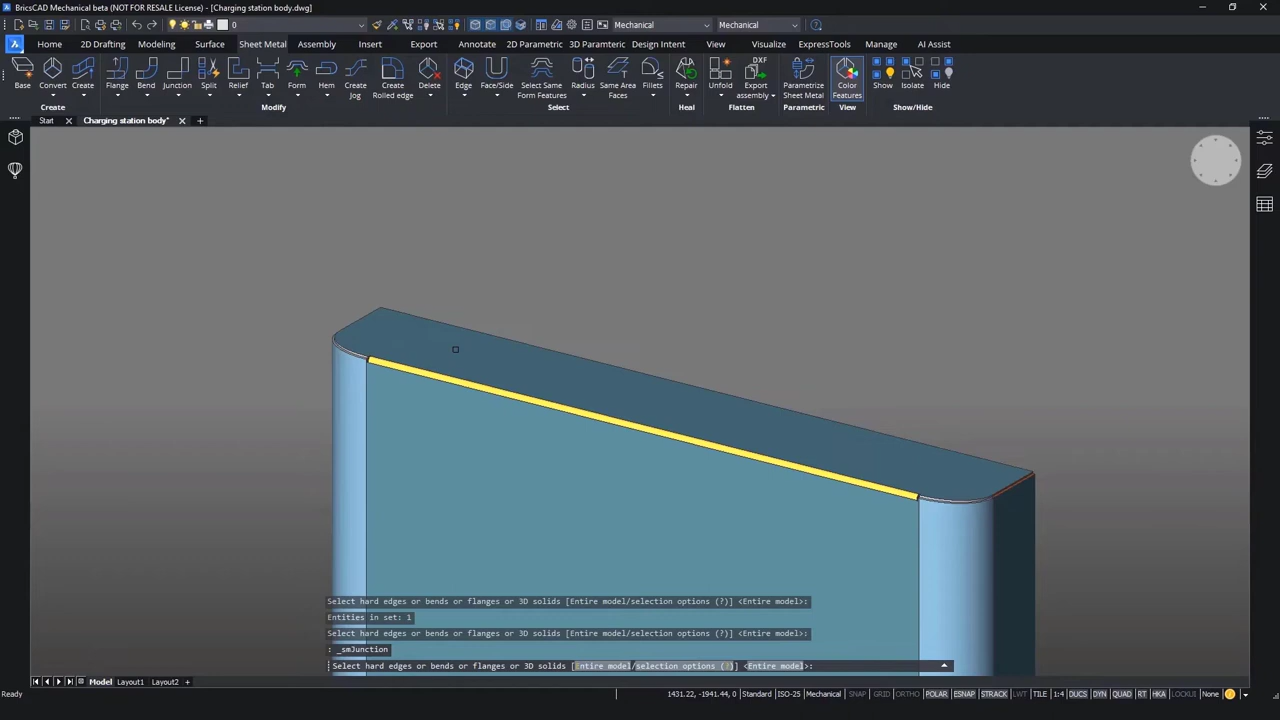 BricsCAD Mechanical beta (NOT FOR RESALE License) - [Charging station body.dwg]
0 Mechanical Mechanical
Home 2D Drafting Modeling Surface Sheet Metal Assembly Insert Export Annotate 2D Parametric 3D Paramteric Design Intent View Visualize ExpressTools Manage AI Assist
Base Convert Create Flange Bend Junction Split Relief Tab Form Hem Create Jog Create Rolled edge Delete Edge Face/Side Select Same Form Features Radius Same Area Faces Fillets Repair Unfold Export assembly Parametrize Sheet Metal Color Features Show Isolate Hide
Create Modify Select Heal Flatten Parametric View Show/Hide
Start Charging station body*
Select hard edges or bends or flanges or 3D solids [Entire model/selection options (?)] <Entire model>:
Entities in set: 1
Select hard edges or bends or flanges or 3D solids [Entire model/selection options (?)] <Entire model>:
: _smJunction
Select hard edges or bends or flanges or 3D solids [Entire model/selection options (?)] <Entire model>:
Model Layout1 Layout2
Ready 1431.22, -1941.44, 0 Standard ISO-25 Mechanical SNAP GRID ORTHO POLAR ESNAP STRACK LWT TILE 1:4 DUCS DYN QUAD RT HKA LOCKUI None